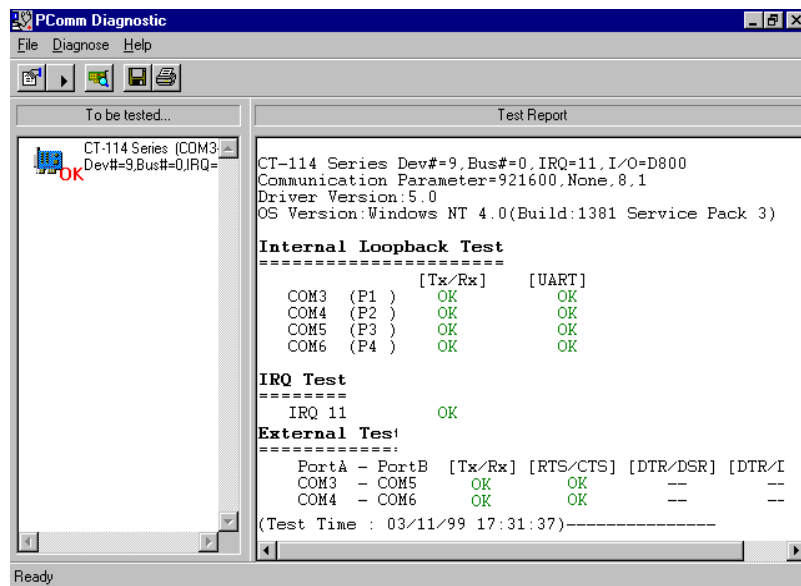 PComm Diagnostic
File Diagnose Help
To be tested...
Test Report
CT-114 Series (COM3-
Dev#=9,Bus#=0,IRQ=
OK
CT-114 Series Dev#=9,Bus#=0,IRQ=11,I/O=D800
Communication Parameter=921600,None,8,1
Driver Version:5.0
OS Version:Windows NT 4.0(Build:1381 Service Pack 3)
Internal Loopback Test
=======================
[Tx/Rx] [UART]
COM3 (P1 ) OK OK
COM4 (P2 ) OK OK
COM5 (P3 ) OK OK
COM6 (P4 ) OK OK
IRQ Test
========
IRQ 11 OK
External Test
=============
PortA - PortB [Tx/Rx] [RTS/CTS] [DTR/DSR] [DTR/
COM3 - COM5 OK OK -- --
COM4 - COM6 OK OK -- --
(Test Time : 03/11/99 17:31:37)---------------
Ready